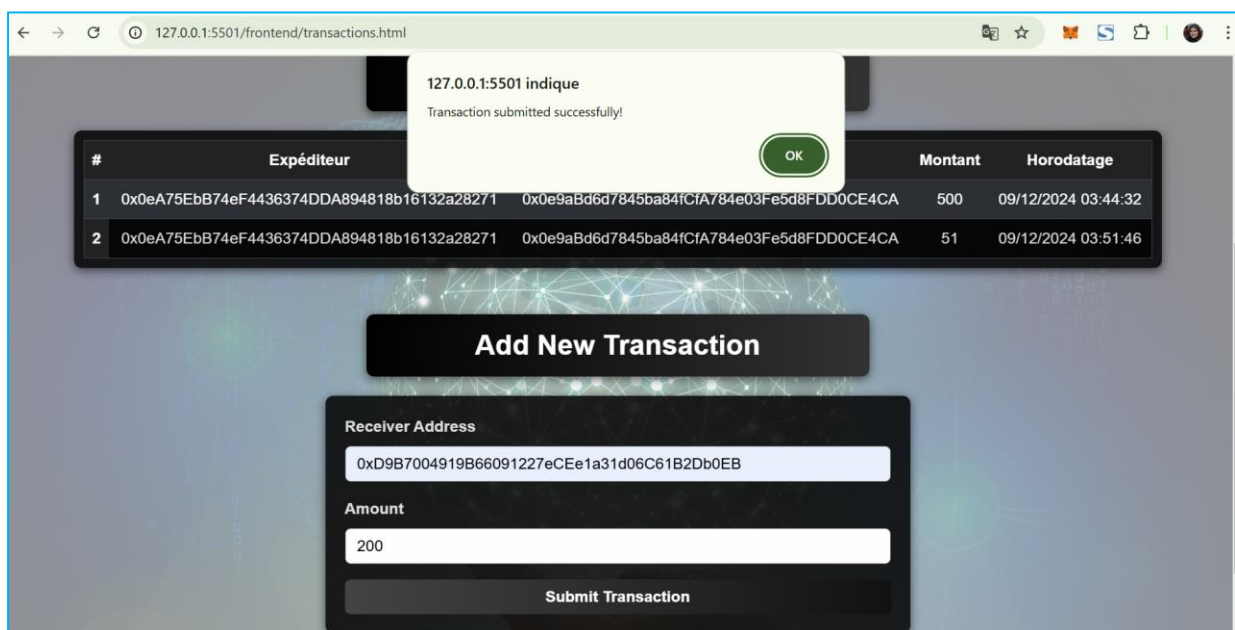 127.0.0.1:5501/frontend/transactions.html
127.0.0.1:5501 indique
Transaction submitted successfully!
OK
# Expéditeur Montant Horodatage
1 0x0eA75EbB74eF4436374DDA894818b16132a28271 0x0e9aBd6d7845ba84fCfA784e03Fe5d8FDD0CE4CA 500 09/12/2024 03:44:32
2 0x0eA75EbB74eF4436374DDA894818b16132a28271 0x0e9aBd6d7845ba84fCfA784e03Fe5d8FDD0CE4CA 51 09/12/2024 03:51:46
Add New Transaction
Receiver Address
0xD9B7004919B66091227eCEe1a31d06C61B2Db0EB
Amount
200
Submit Transaction